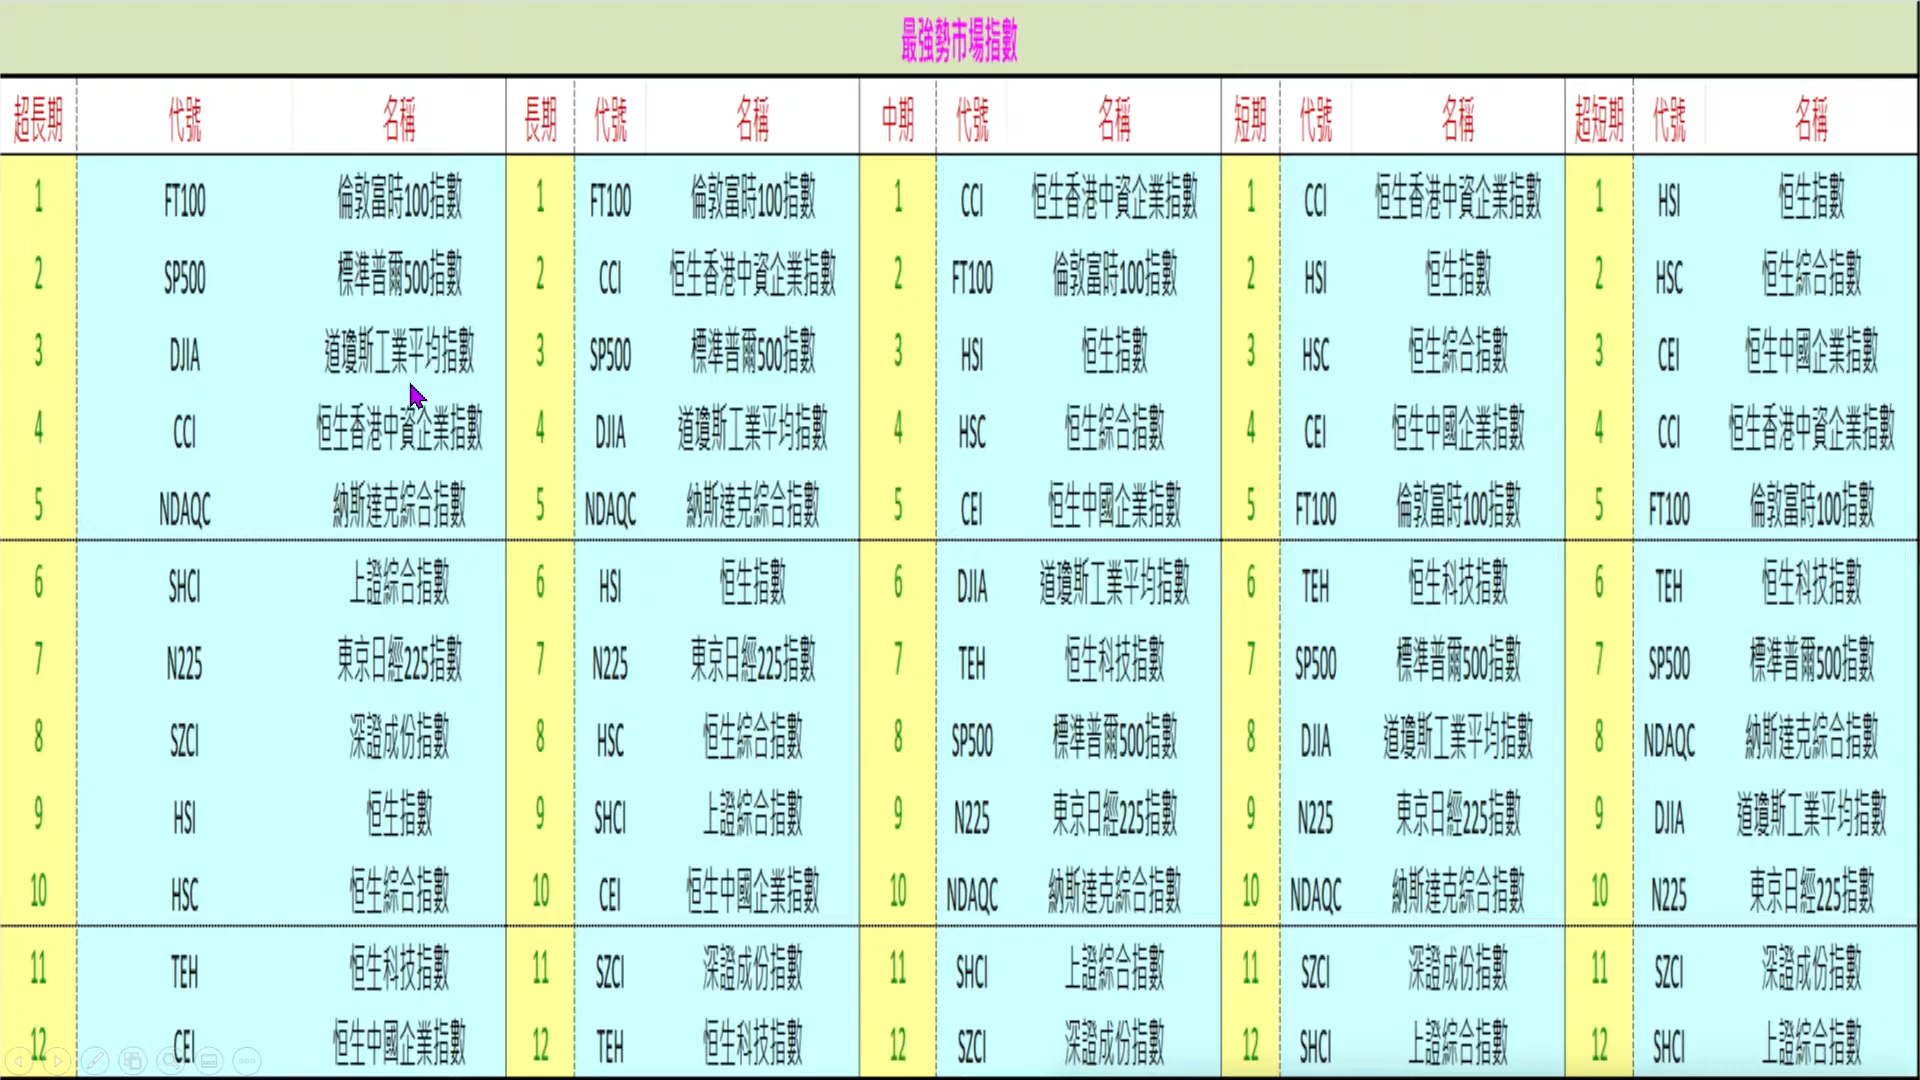 最強勢市場指數
超長期 代號 名稱 長期 代號 名稱 中期 代號 名稱 短期 代號 名稱 超短期 代號 名稱
1 FT100 倫敦富時100指數 1 FT100 倫敦富時100指數 1 CCI 恒生香港中資企業指數 1 CCI 恒生香港中資企業指數 1 HSI 恒生指數
2 SP500 標準普爾500指數 2 CCI 恒生香港中資企業指數 2 FT100 倫敦富時100指數 2 HSI 恒生指數 2 HSC 恒生綜合指數
3 DJIA 道瓊斯工業平均指數 3 SP500 標準普爾500指數 3 HSI 恒生指數 3 HSC 恒生綜合指數 3 CEI 恒生中國企業指數
4 CCI 恒生香港中資企業指數 4 DJIA 道瓊斯工業平均指數 4 HSC 恒生綜合指數 4 CEI 恒生中國企業指數 4 CCI 恒生香港中資企業指數
5 NDAQC 納斯達克綜合指數 5 NDAQC 納斯達克綜合指數 5 CEI 恒生中國企業指數 5 FT100 倫敦富時100指數 5 FT100 倫敦富時100指數
6 SHCI 上證綜合指數 6 HSI 恒生指數 6 DJIA 道瓊斯工業平均指數 6 TEH 恒生科技指數 6 TEH 恒生科技指數
7 N225 東京日經225指數 7 N225 東京日經225指數 7 TEH 恒生科技指數 7 SP500 標準普爾500指數 7 SP500 標準普爾500指數
8 SZCI 深證成份指數 8 HSC 恒生綜合指數 8 SP500 標準普爾500指數 8 DJIA 道瓊斯工業平均指數 8 NDAQC 納斯達克綜合指數
9 HSI 恒生指數 9 SHCI 上證綜合指數 9 N225 東京日經225指數 9 N225 東京日經225指數 9 DJIA 道瓊斯工業平均指數
10 HSC 恒生綜合指數 10 CEI 恒生中國企業指數 10 NDAQC 納斯達克綜合指數 10 NDAQC 納斯達克綜合指數 10 N225 東京日經225指數
11 TEH 恒生科技指數 11 SZCI 深證成份指數 11 SHCI 上證綜合指數 11 SZCI 深證成份指數 11 SZCI 深證成份指數
12 CEI 恒生中國企業指數 12 TEH 恒生科技指數 12 SZCI 深證成份指數 12 SHCI 上證綜合指數 12 SHCI 上證綜合指數